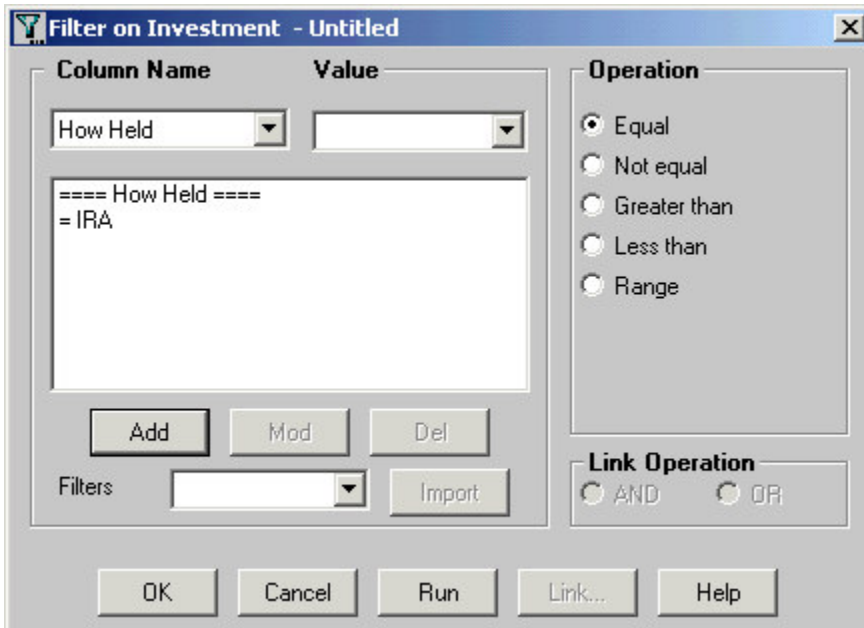 Filter on Investment - Untitled
Column Name Value
How Held
==== How Held ====
= IRA
Add Mod Del
Filters Import
Operation
Equal
Not equal
Greater than
Less than
Range
Link Operation
AND OR
OK Cancel Run Link... Help